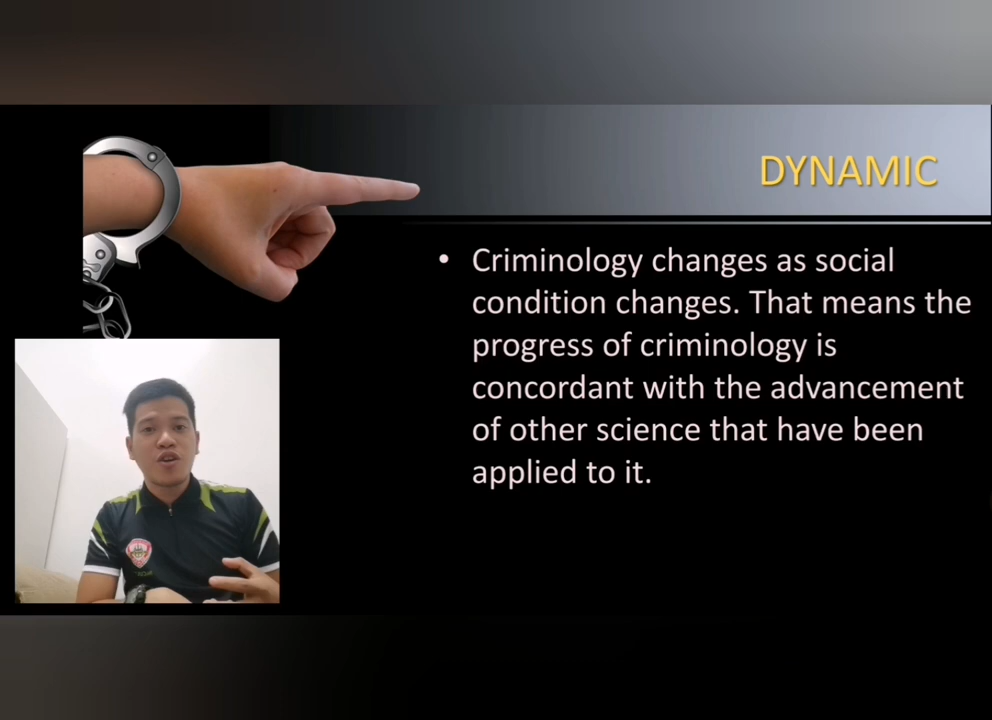 DYNAMIC
• Criminology changes as social
condition changes. That means the
progress of criminology is
concordant with the advancement
of other science that have been
applied to it.